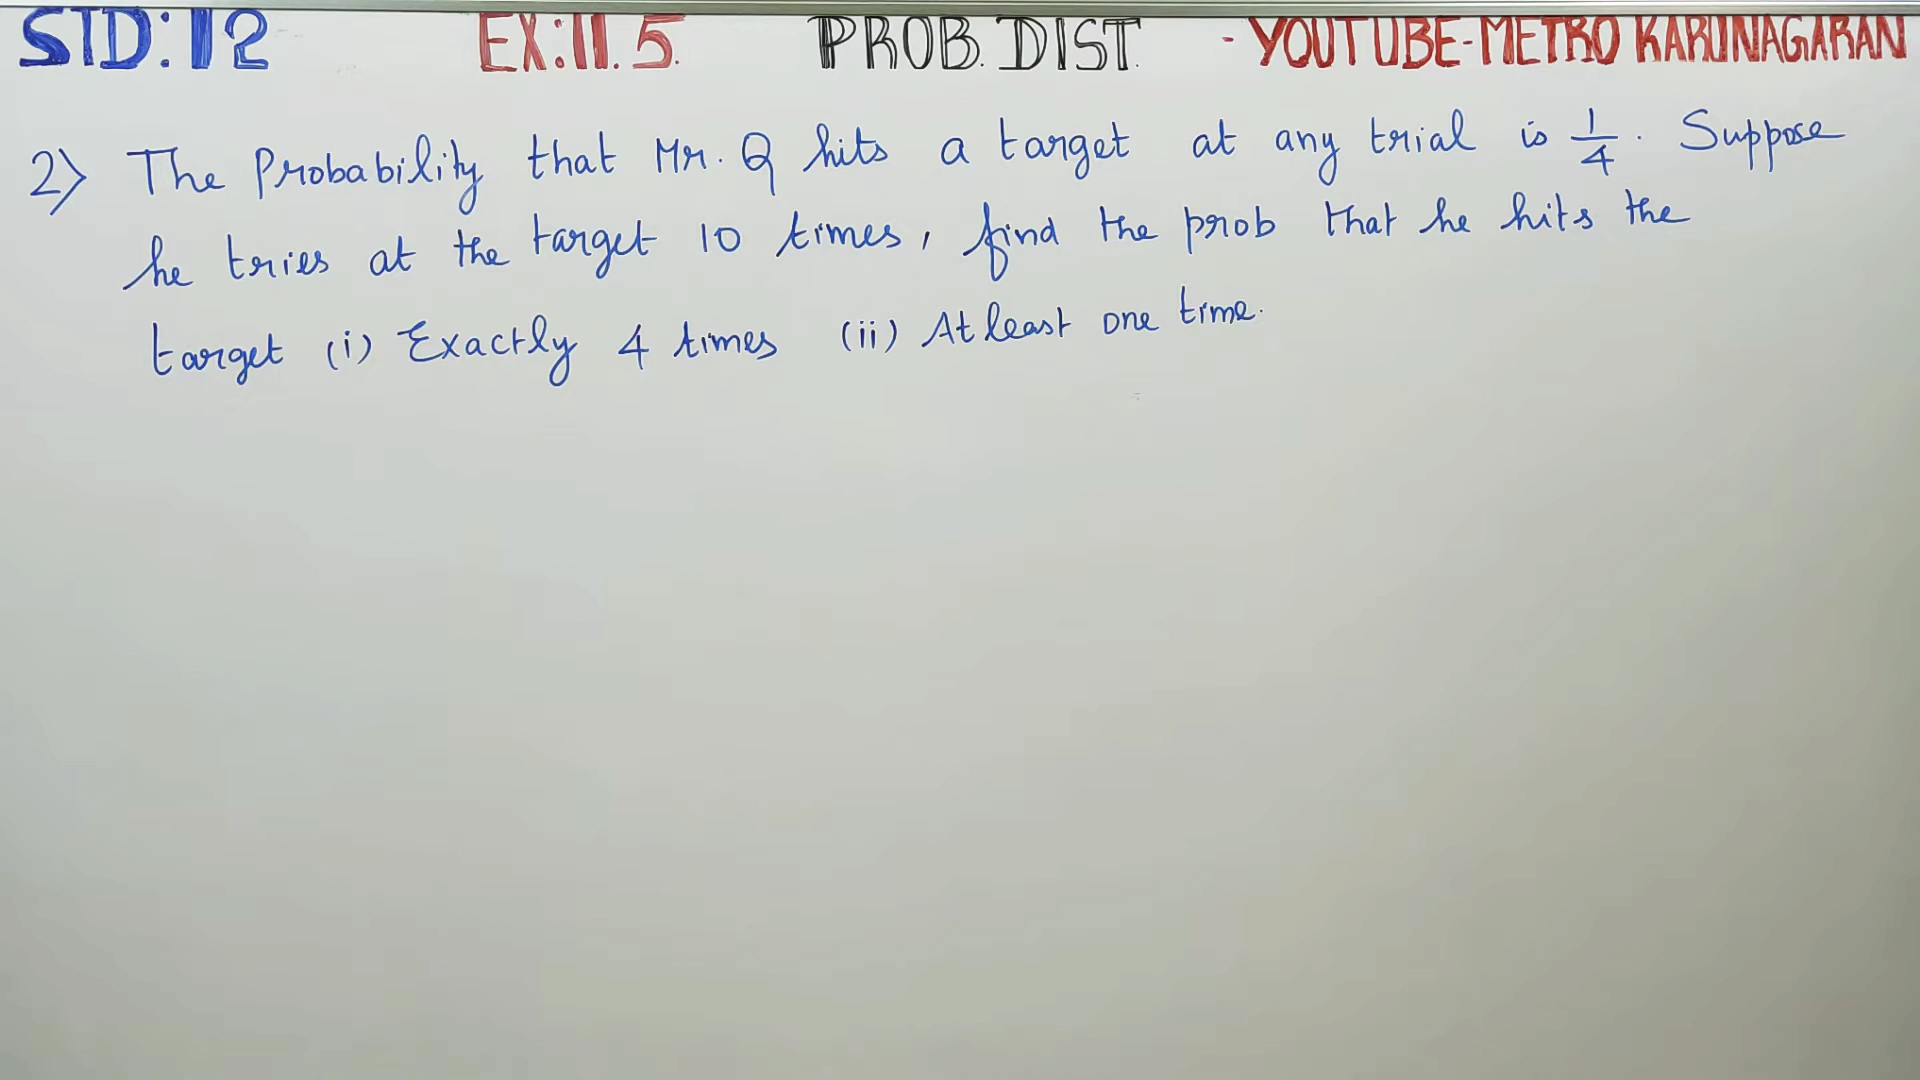 STD: 12 EX: 11.5. PROB. DIST. - YOUTUBE-METRO KARUNAGARAN
2) The Probability that Mr. Q hits a target at any trial is 1/4. Suppose
he tries at the target 10 times, find the prob that he hits the
target (i) Exactly 4 times (ii) At least one time.